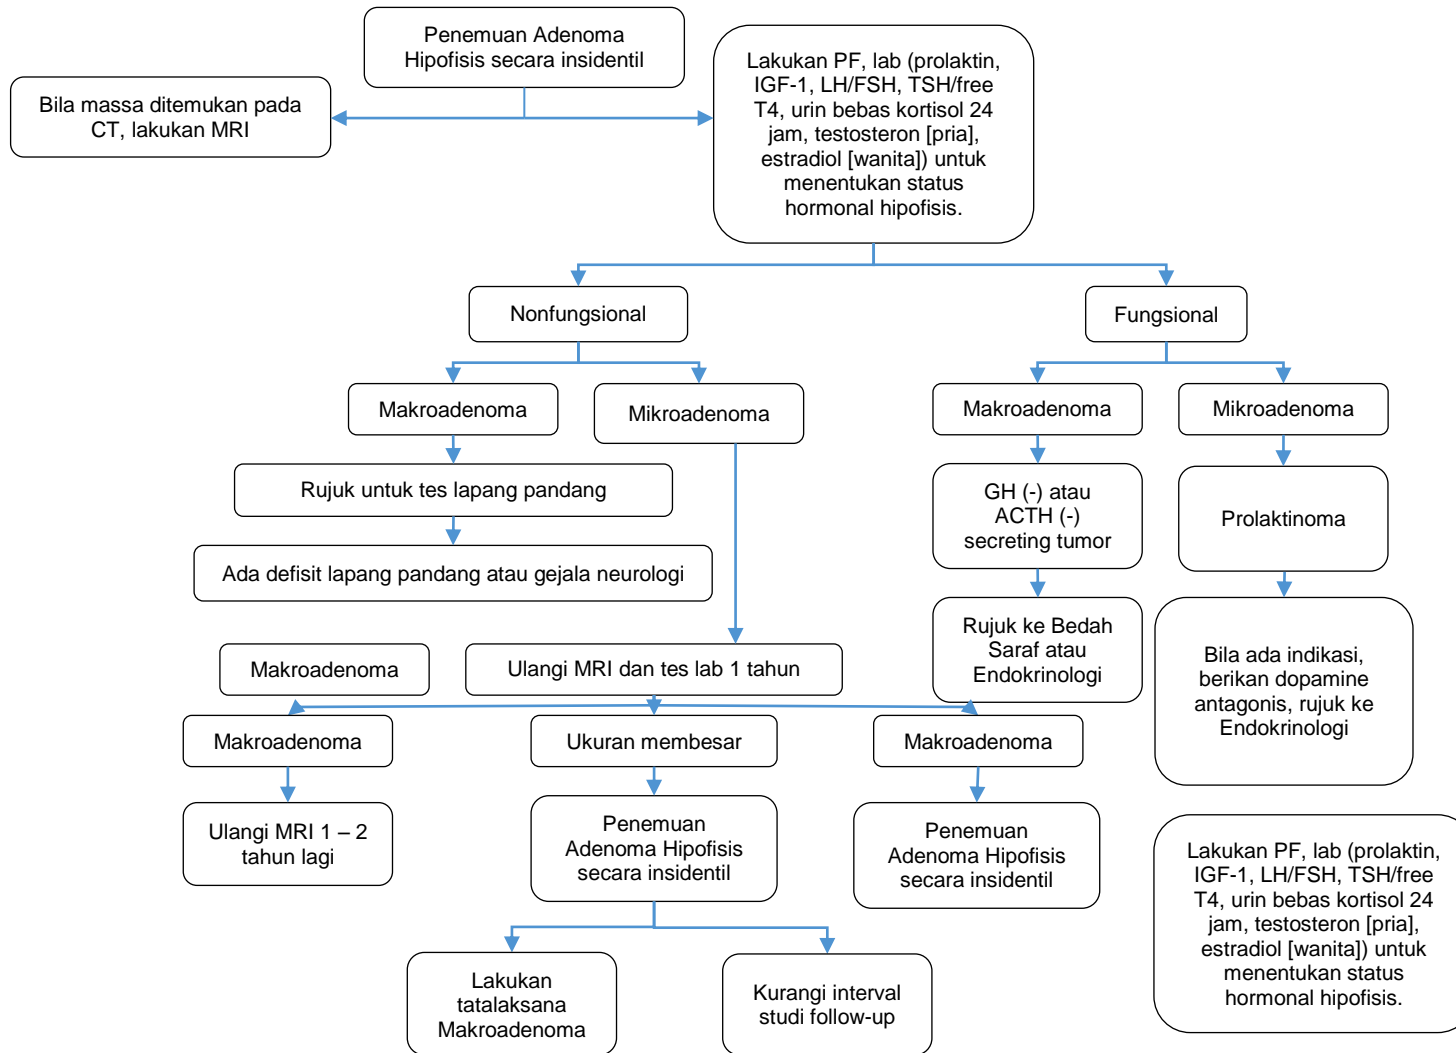 Penemuan Adenoma
Hipofisis secara insidentil
Bila massa ditemukan pada
CT, lakukan MRI
Lakukan PF, lab (prolaktin,
IGF-1, LH/FSH, TSH/free
T4, urin bebas kortisol 24
jam, testosteron [pria],
estradiol [wanita]) untuk
menentukan status
hormonal hipofisis.
Nonfungsional
Fungsional
Makroadenoma
Mikroadenoma
Makroadenoma
Mikroadenoma
Rujuk untuk tes lapang pandang
GH (-) atau
ACTH (-)
secreting tumor
Prolaktinoma
Ada defisit lapang pandang atau gejala neurologi
Rujuk ke Bedah
Saraf atau
Endokrinologi
Bila ada indikasi,
berikan dopamine
antagonis, rujuk ke
Endokrinologi
Makroadenoma
Ulangi MRI dan tes lab 1 tahun
Makroadenoma
Ukuran membesar
Makroadenoma
Ulangi MRI 1 – 2
tahun lagi
Penemuan
Adenoma Hipofisis
secara insidentil
Penemuan
Adenoma Hipofisis
secara insidentil
Lakukan PF, lab (prolaktin,
IGF-1, LH/FSH, TSH/free
T4, urin bebas kortisol 24
jam, testosteron [pria],
estradiol [wanita]) untuk
menentukan status
hormonal hipofisis.
Lakukan
tatalaksana
Makroadenoma
Kurangi interval
studi follow-up